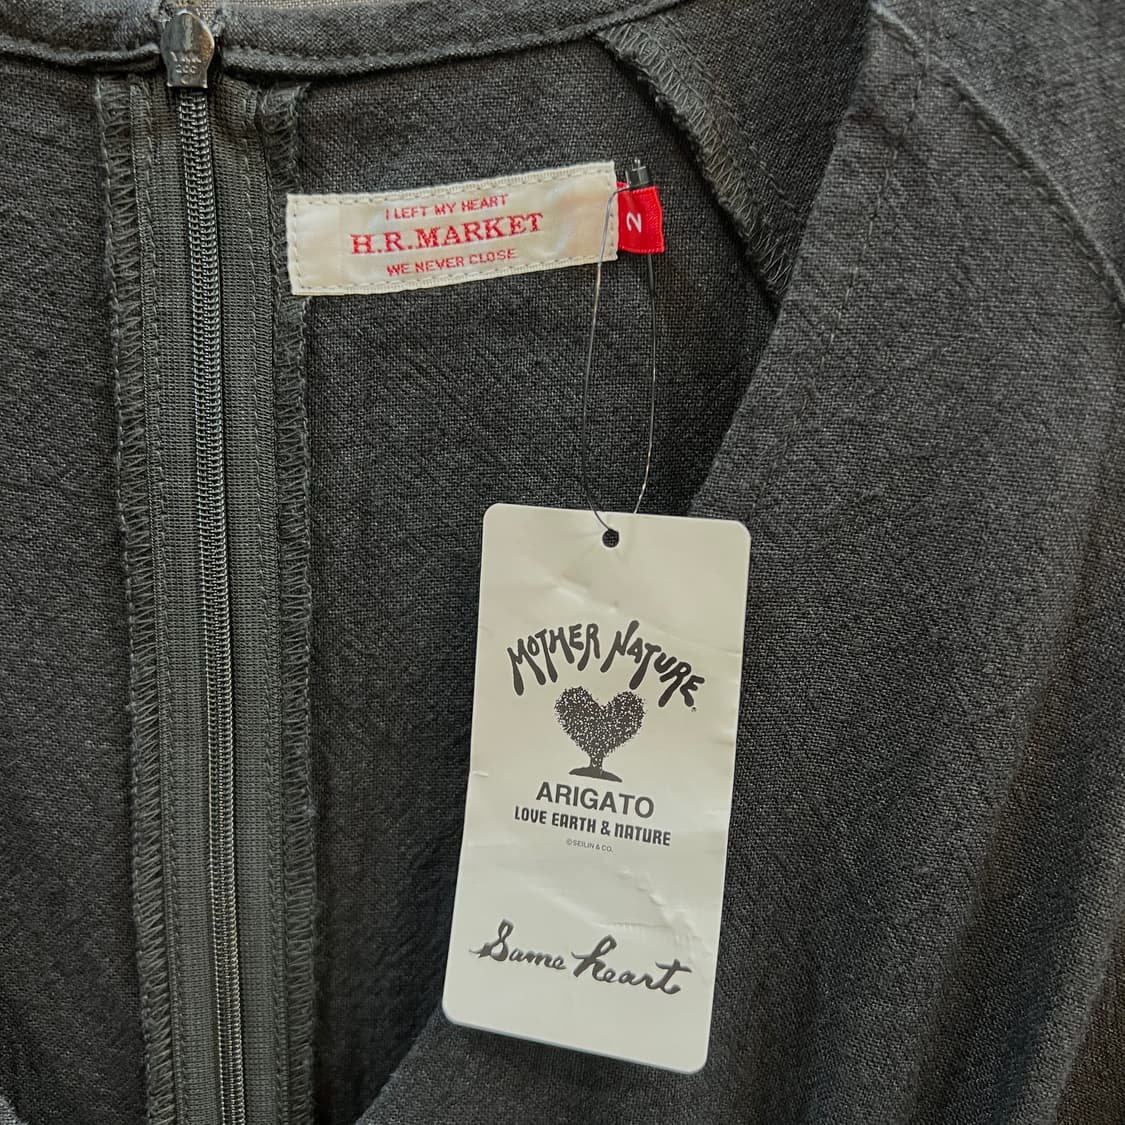 I LEFT MY HEART
H.R.MARKET
WE NEVER CLOSE
2
MOTHER NATURE
ARIGATO
LOVE EARTH & NATURE
©SEILIN & CO.
Same heart